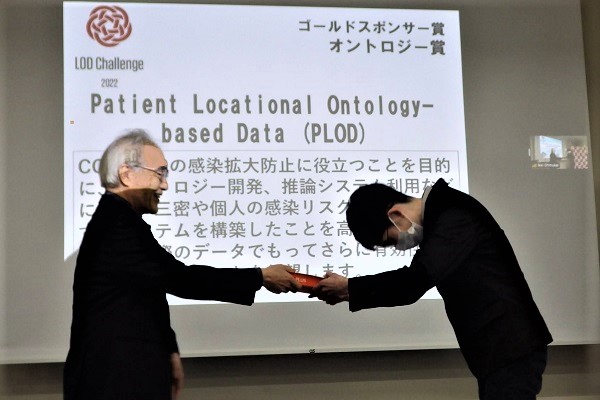 LOD Challenge
2022
ゴールドスポンサー賞
オントロジー賞
Patient Locational Ontology-
based Data (PLOD)
の感染拡大防止に役立つことを目的
ロジー開発、推論システム利用など
三密や個人の感染リスク
テムを構築したことを高
のデータでもってさらに有効
します。